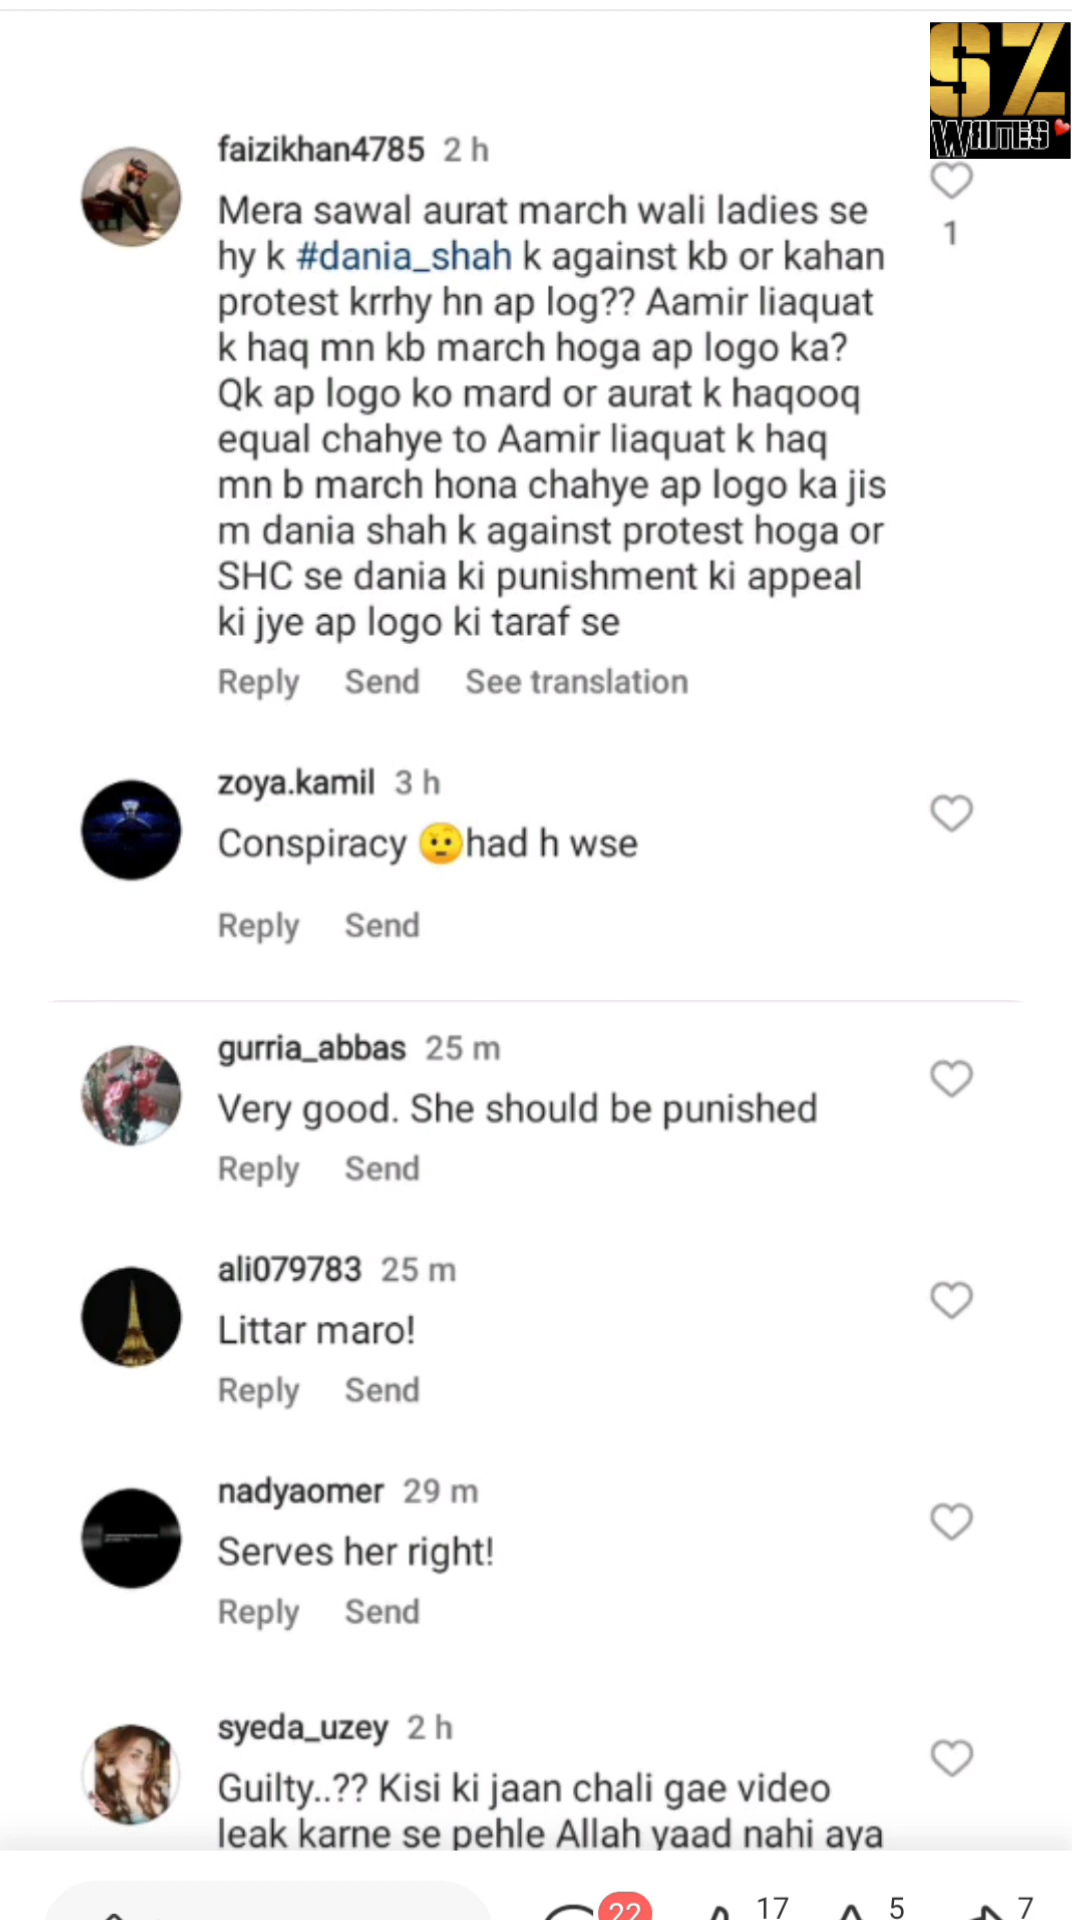 SZ
WRITES
faizikhan4785 2 h
Mera sawal aurat march wali ladies se
hy k #dania_shah k against kb or kahan
protest krrhy hn ap log?? Aamir liaquat
k haq mn kb march hoga ap logo ka?
Qk ap logo ko mard or aurat k haqooq
equal chahye to Aamir liaquat k haq
mn b march hona chahye ap logo ka jis
m dania shah k against protest hoga or
SHC se dania ki punishment ki appeal
ki jye ap logo ki taraf se
1
Reply Send See translation
zoya.kamil 3 h
Conspiracy 🤨had h wse
Reply Send
gurria_abbas 25 m
Very good. She should be punished
Reply Send
ali079783 25 m
Littar maro!
Reply Send
nadyaomer 29 m
Serves her right!
Reply Send
syeda_uzey 2 h
Guilty..?? Kisi ki jaan chali gae video
leak karne se pehle Allah yaad nahi aya
22 17 5 7